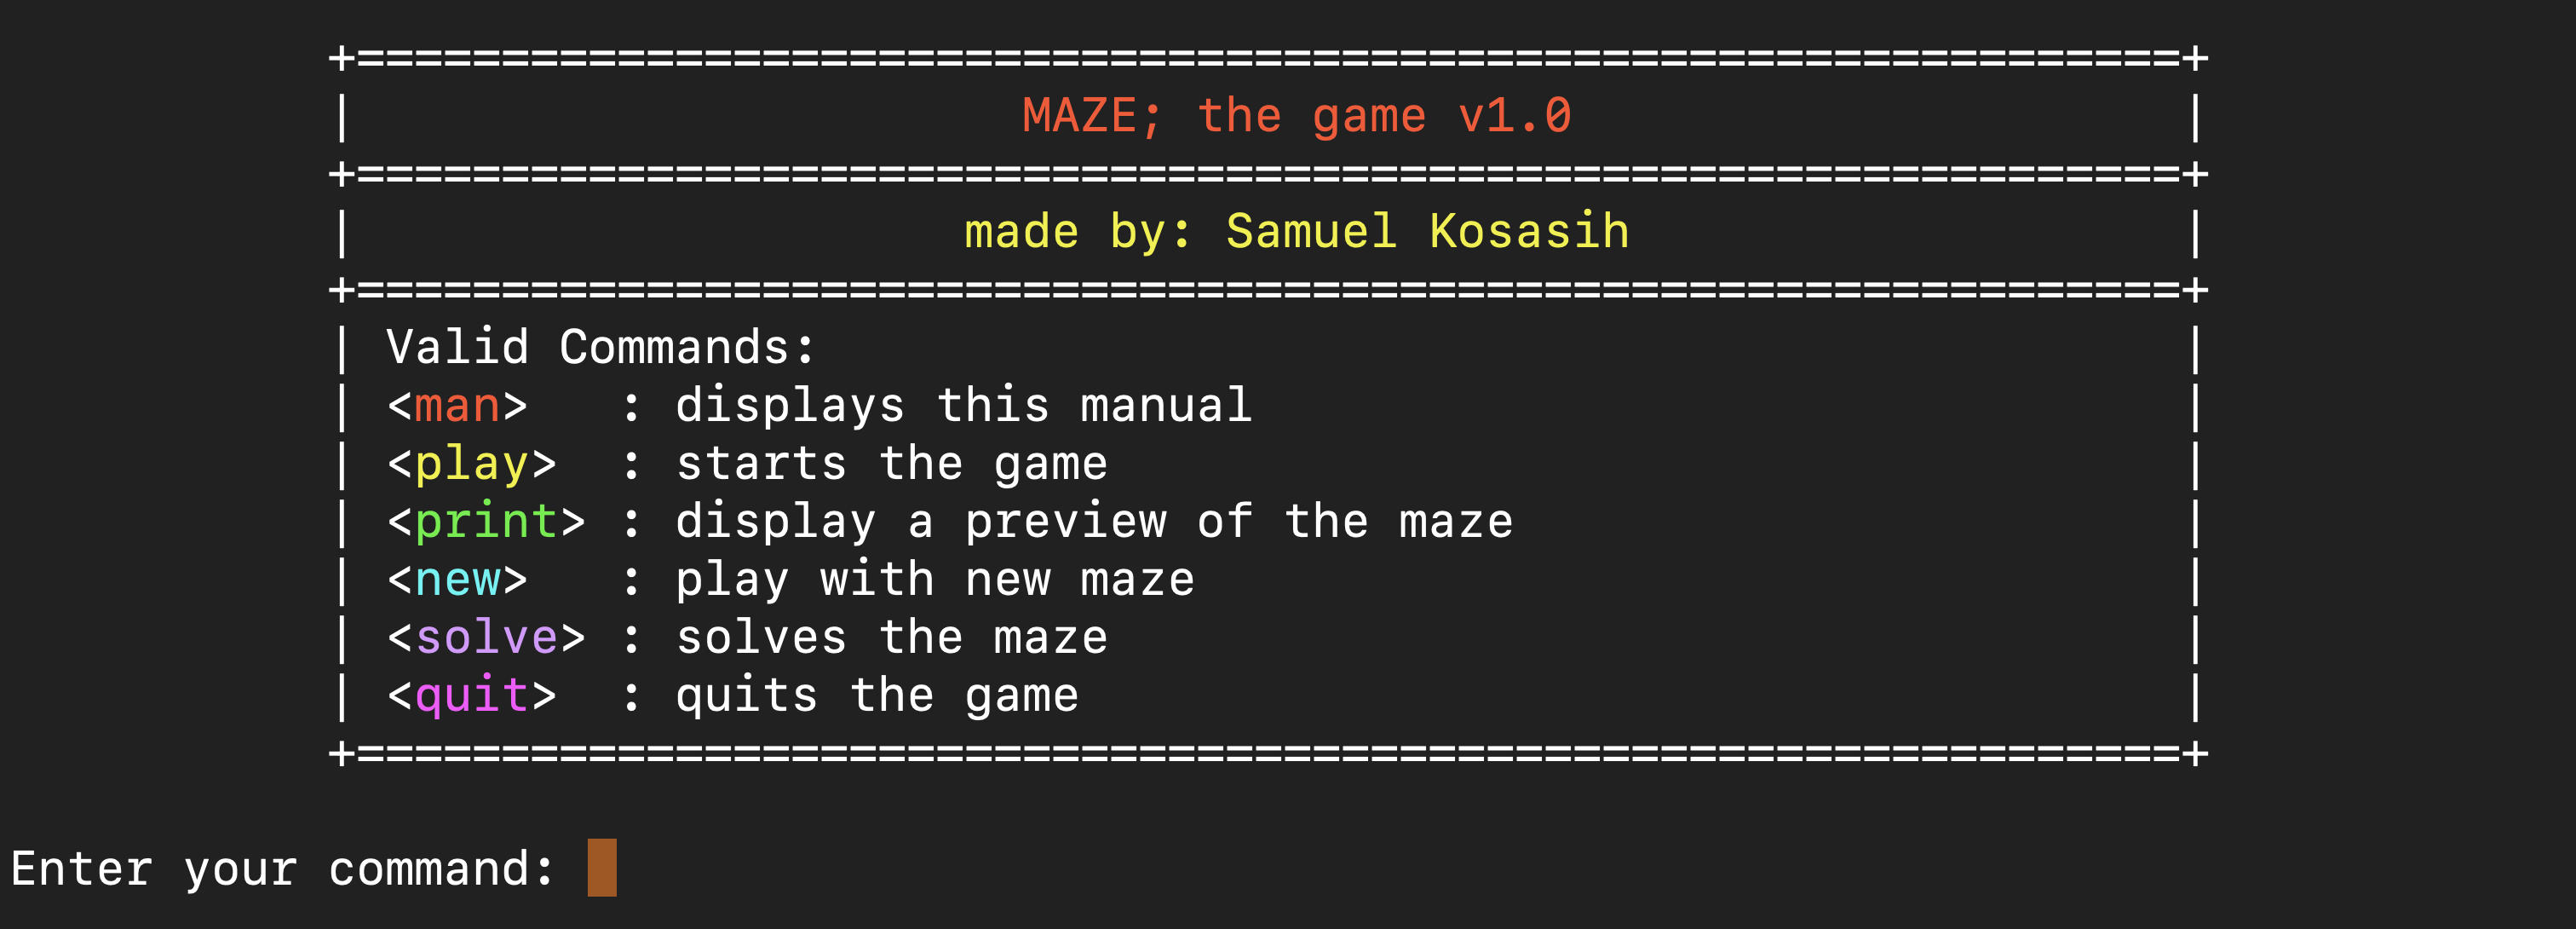 +===============================================================+
| MAZE; the game v1.0 |
+===============================================================+
| made by: Samuel Kosasih |
+===============================================================+
| Valid Commands: |
| <man>   : displays this manual |
| <play>  : starts the game |
| <print> : display a preview of the maze |
| <new>   : play with new maze |
| <solve> : solves the maze |
| <quit>  : quits the game |
+===============================================================+
Enter your command: